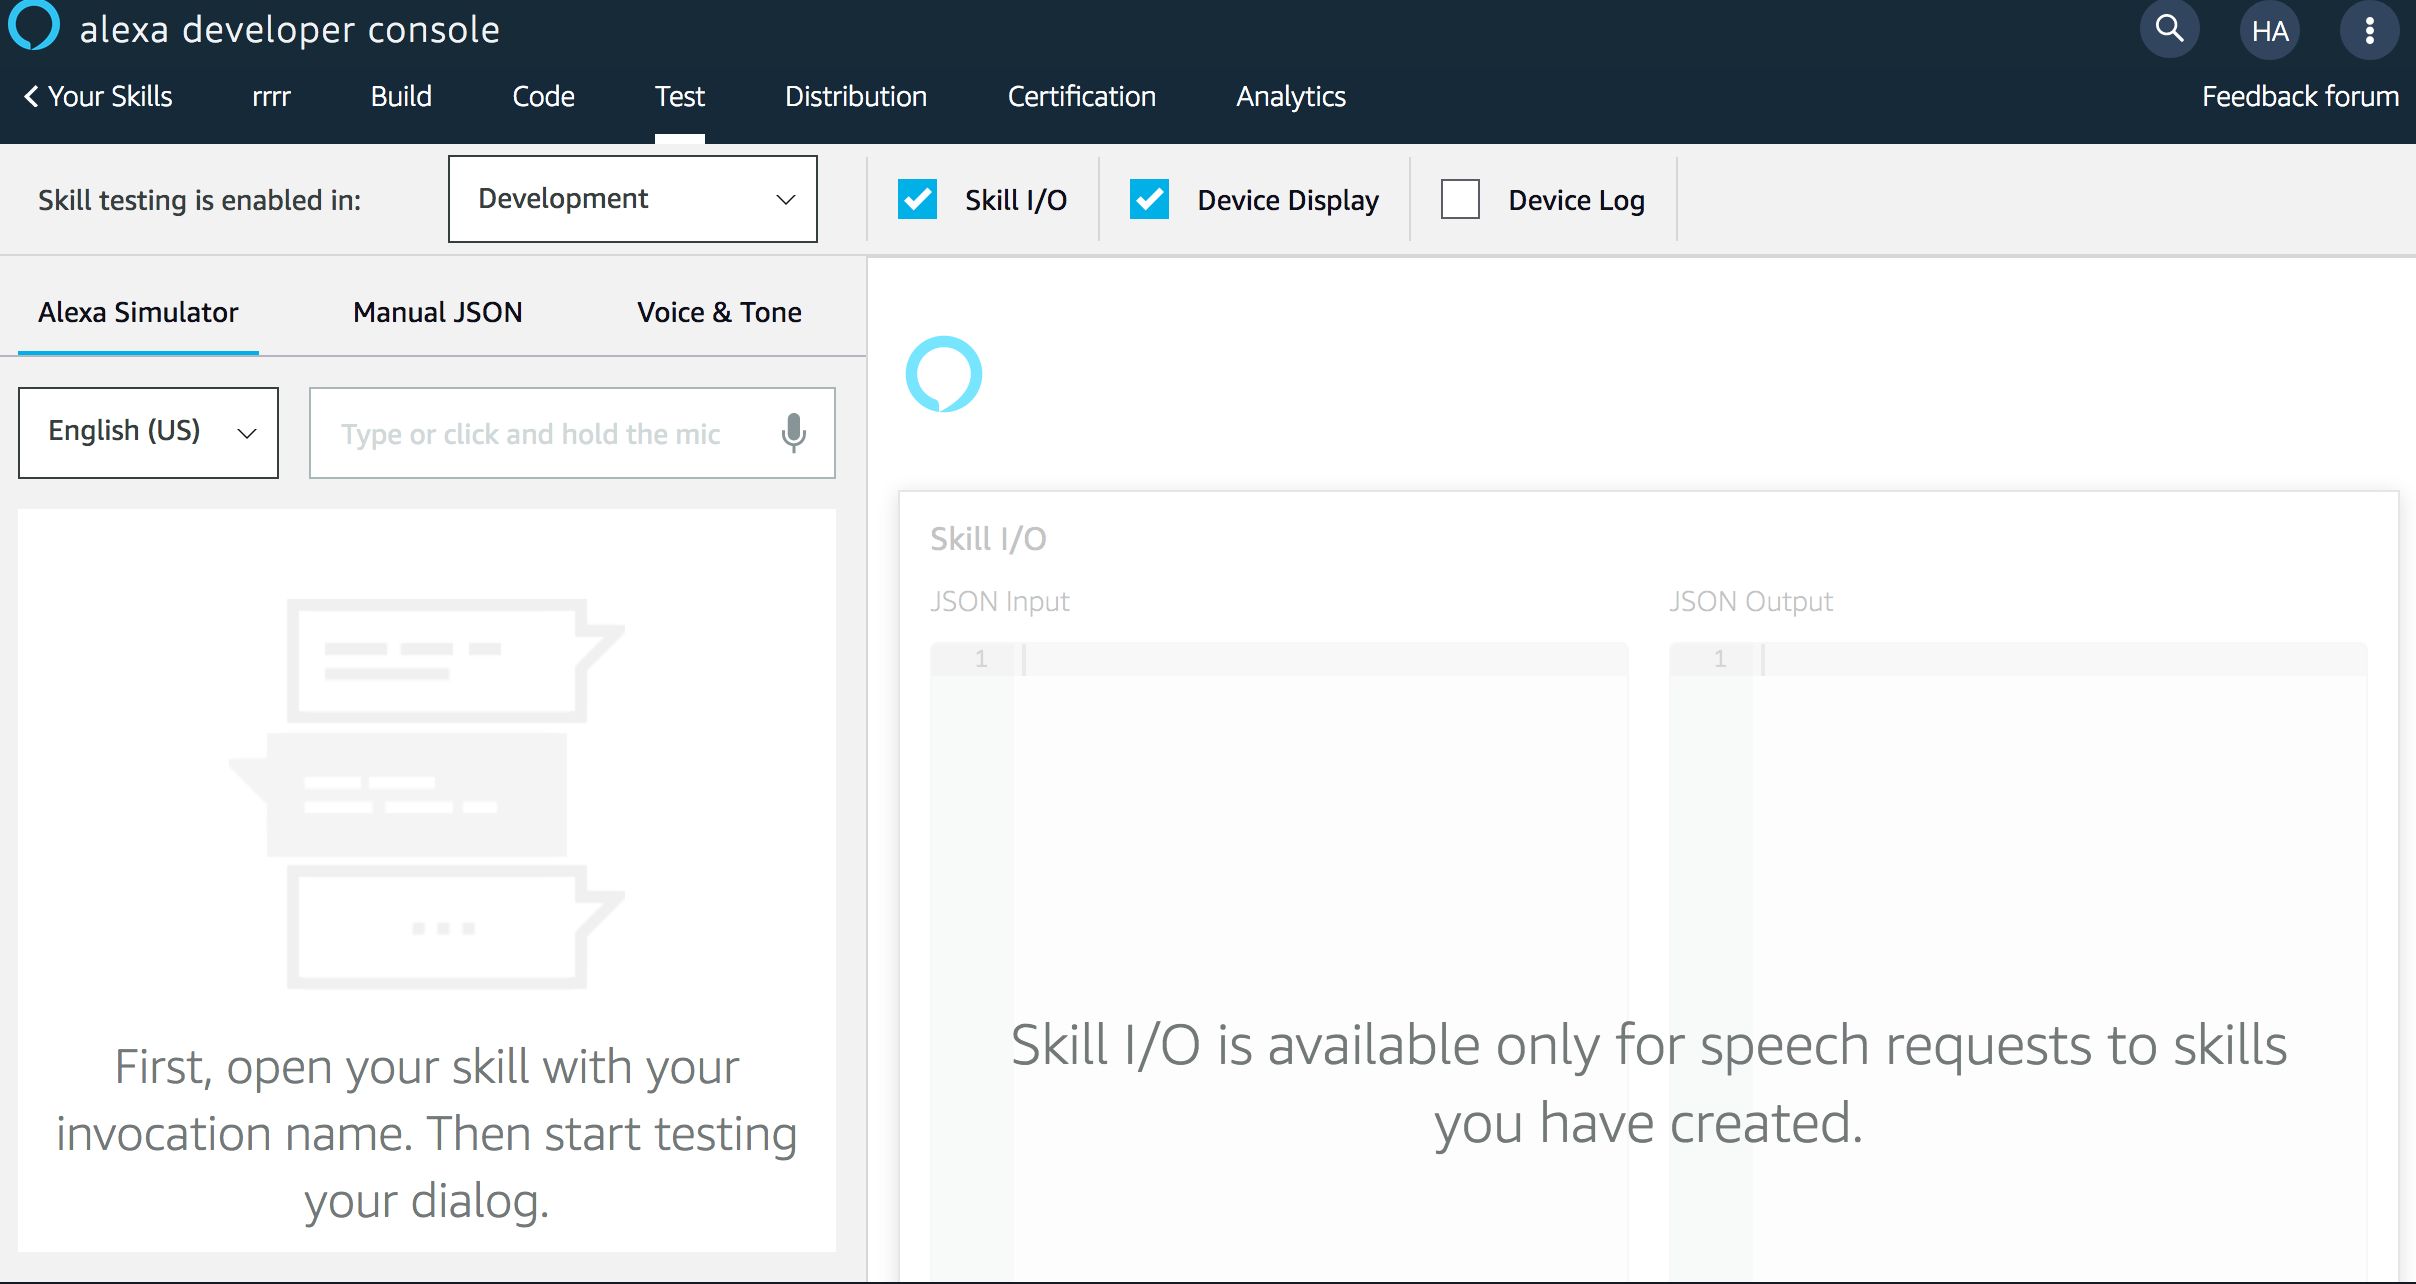 alexa developer console
HA
Your Skills rrrr Build Code Test Distribution Certification Analytics Feedback forum
Skill testing is enabled in: Development Skill I/O Device Display Device Log
Alexa Simulator Manual JSON Voice & Tone
English (US) Type or click and hold the mic
First, open your skill with your
invocation name. Then start testing
your dialog.
Skill I/O
JSON Input JSON Output
1 1
Skill I/O is available only for speech requests to skills
you have created.